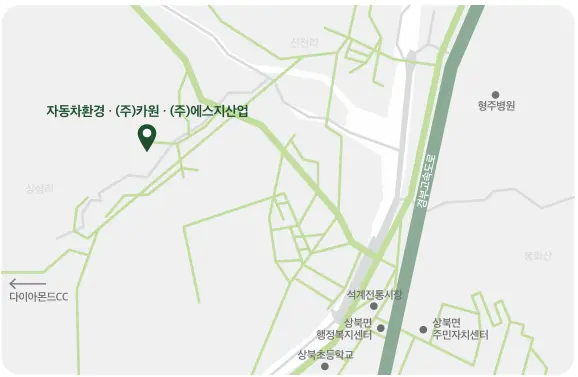 신전리
형주병원
자동차환경 · (주)카원 · (주)에스지산업
경부고속도로
상삼리
봉화산
다이아몬드CC
석계전통시장
상북면
행정복지센터
상북면
주민자치센터
상북초등학교